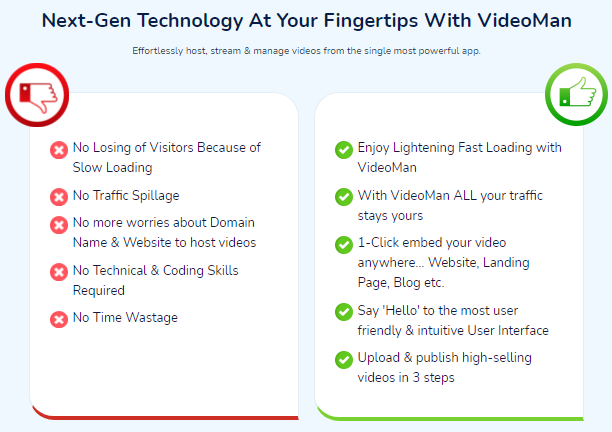 Next-Gen Technology At Your Fingertips With VideoMan
Effortlessly host, stream & manage videos from the single most powerful app.
No Losing of Visitors Because of
Slow Loading
No Traffic Spillage
No more worries about Domain
Name & Website to host videos
No Technical & Coding Skills
Required
No Time Wastage
Enjoy Lightening Fast Loading with
VideoMan
With VideoMan ALL your traffic
stays yours
1-Click embed your video
anywhere... Website, Landing
Page, Blog etc.
Say 'Hello' to the most user
friendly & intuitive User Interface
Upload & publish high-selling
videos in 3 steps